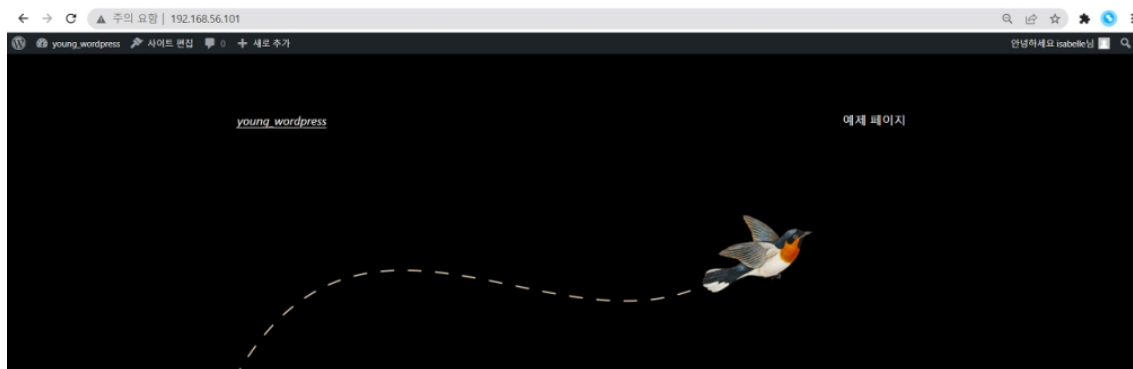 주의 요함 | 192.168.56.101
young_wordpress 사이트 편집 0 새로 추가 안녕하세요 isabelle님
young_wordpress 예제 페이지